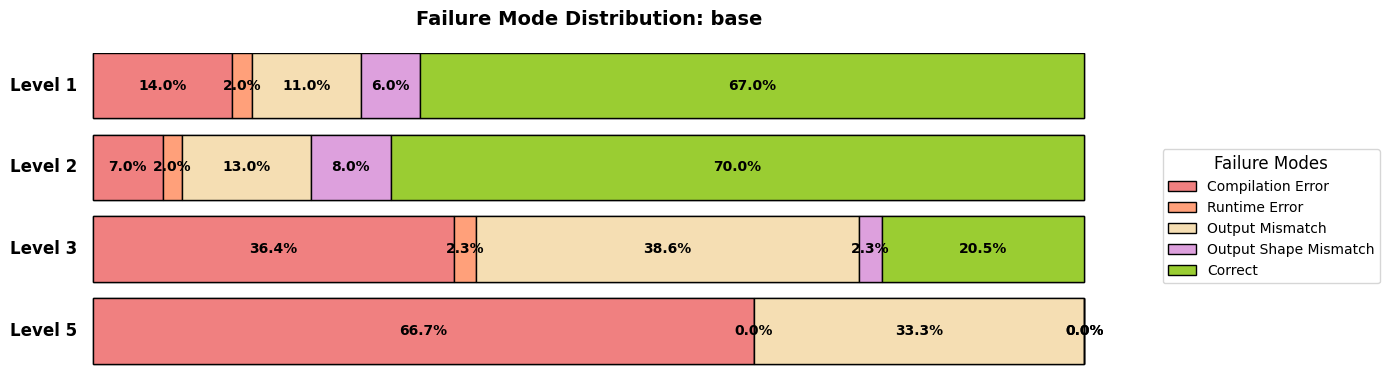 Failure Mode Distribution: base
Level 1
14.0%
2.0%
11.0%
6.0%
67.0%
Level 2
7.0%
2.0%
13.0%
8.0%
70.0%
Level 3
36.4%
2.3%
38.6%
2.3%
20.5%
Level 5
66.7%
0.0%
33.3%
0.0%
Failure Modes
Compilation Error
Runtime Error
Output Mismatch
Output Shape Mismatch
Correct